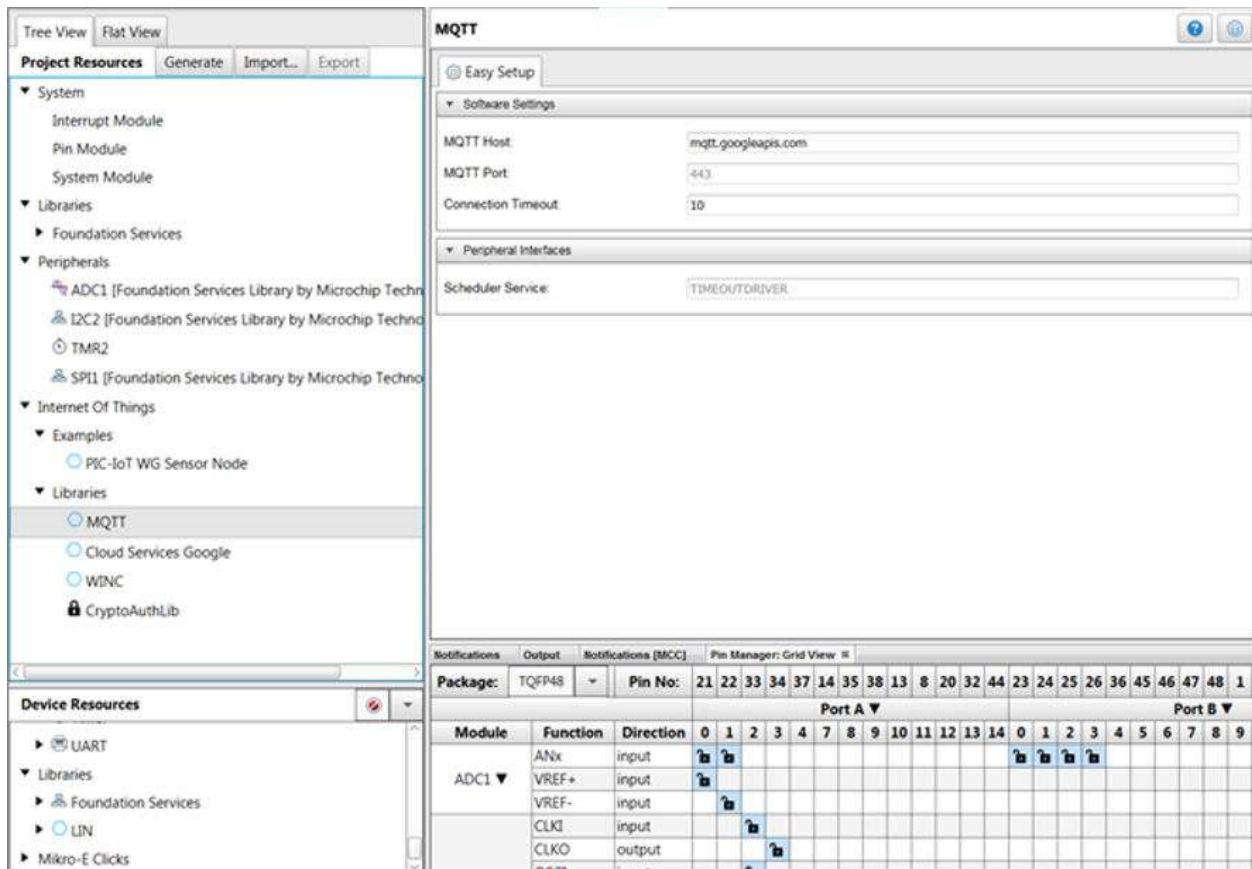 Tree View Flat View
Project Resources Generate Import... Export
System
Interrupt Module
Pin Module
System Module
Libraries
Foundation Services
Peripherals
ADC1 [Foundation Services Library by Microchip Techn
I2C2 [Foundation Services Library by Microchip Techno
TMR2
SPI1 [Foundation Services Library by Microchip Techno
Internet Of Things
Examples
PIC-IoT WG Sensor Node
Libraries
MQTT
Cloud Services Google
WINC
CryptoAuthLib
Device Resources
UART
Libraries
Foundation Services
LIN
Mikro-E Clicks
MQTT
Easy Setup
Software Settings
MQTT Host: mqtt.googleapis.com
MQTT Port: 443
Connection Timeout: 10
Peripheral Interfaces
Scheduler Service: TIMEOUTDRIVER
Notifications Output Notifications [MCC] Pin Manager: Grid View
Package: TQFP48 Pin No: 21 22 33 34 37 14 35 38 13 8 20 32 44 23 24 25 26 36 45 46 47 48 1
Port A Port B
Module Function Direction 0 1 2 3 4 7 8 9 10 11 12 13 14 0 1 2 3 4 5 6 7 8 9
ADC1
ANx input
VREF+ input
VREF- input
CLKI input
CLKO output